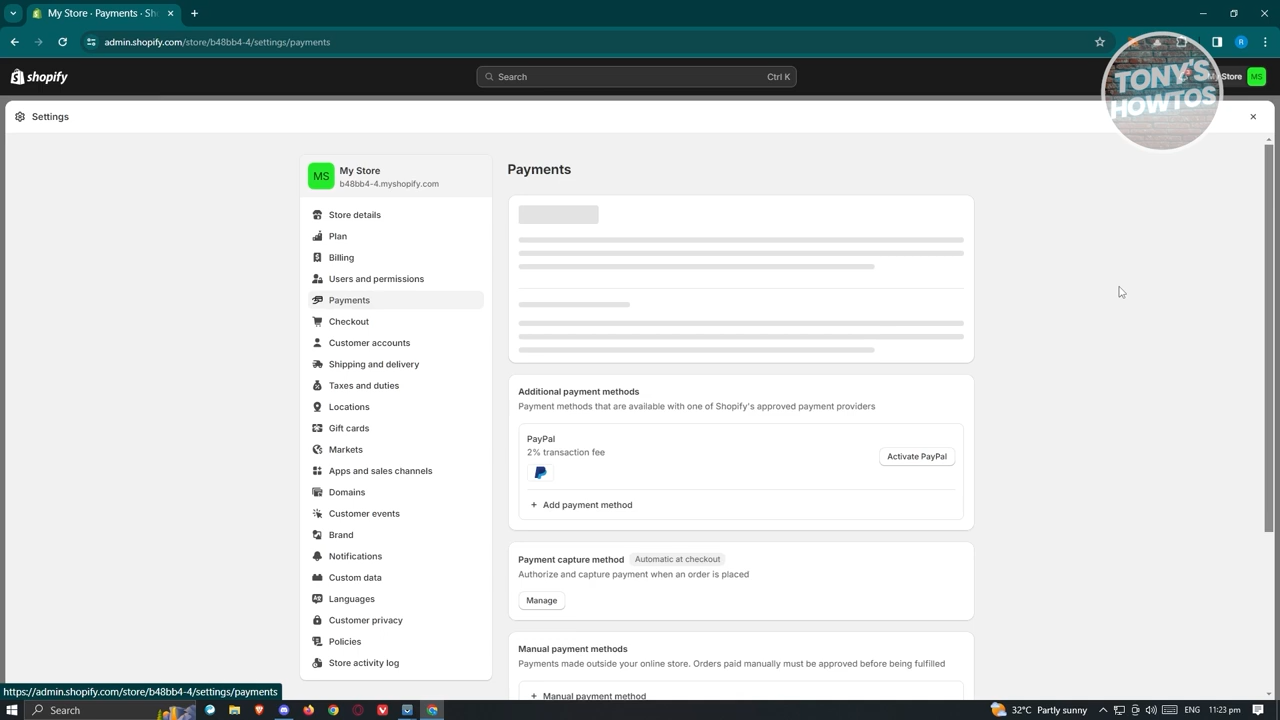 My Store · Payments · Sh
admin.shopify.com/store/b48bb4-4/settings/payments
R
shopify
Search
Ctrl K
My Store
MS
TONY'S
HOWTOS
Settings
MS
My Store
b48bb4-4.myshopify.com
Store details
Plan
Billing
Users and permissions
Payments
Checkout
Customer accounts
Shipping and delivery
Taxes and duties
Locations
Gift cards
Markets
Apps and sales channels
Domains
Customer events
Brand
Notifications
Custom data
Languages
Customer privacy
Policies
Store activity log
Payments
Additional payment methods
Payment methods that are available with one of Shopify's approved payment providers
PayPal
2% transaction fee
Activate PayPal
+ Add payment method
Payment capture method Automatic at checkout
Authorize and capture payment when an order is placed
Manage
Manual payment methods
Payments made outside your online store. Orders paid manually must be approved before being fulfilled
+ Manual payment method
https://admin.shopify.com/store/b48bb4-4/settings/payments
Search
32°C Partly sunny
ENG
11:23 pm